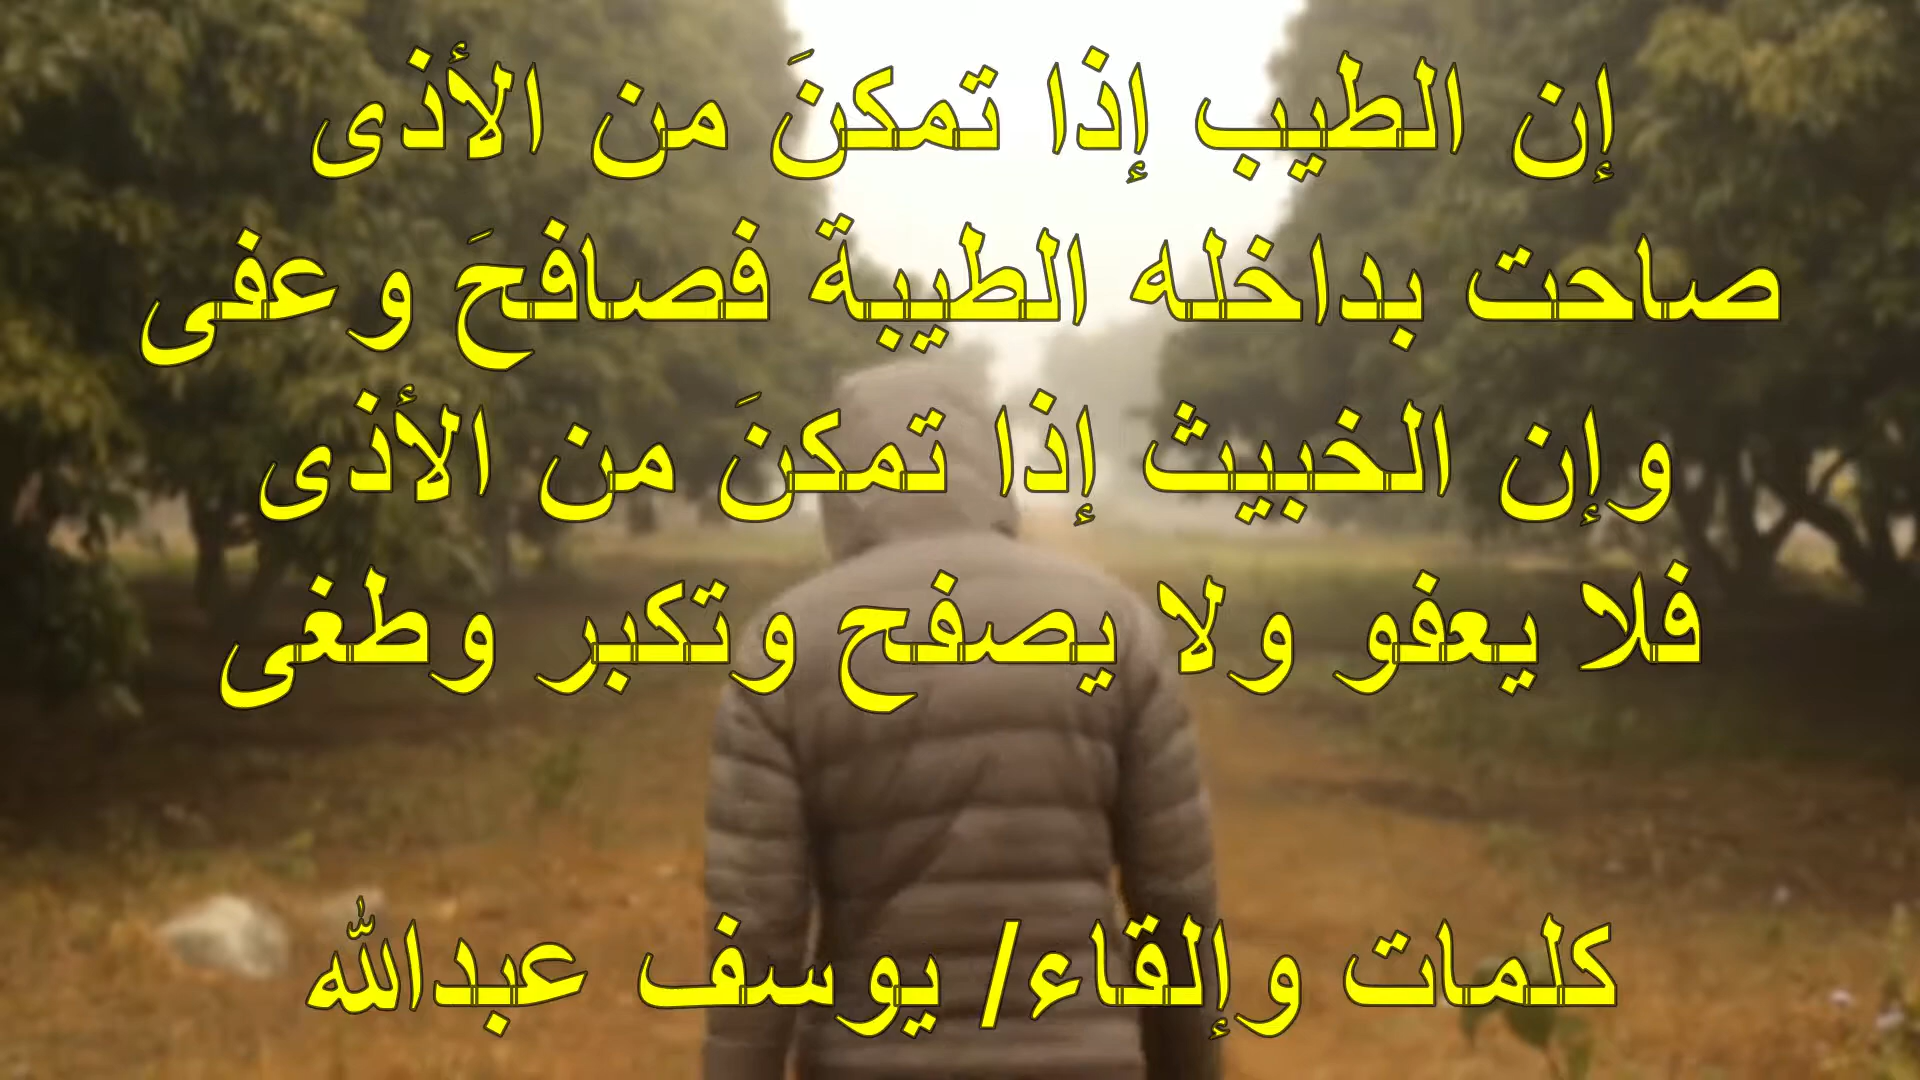 إن الطيب إذا تمكنَ من الأذى
صاحت بداخله الطيبة فصافحَ وعفى
وإن الخبيث إذا تمكنَ من الأذى
فلا يعفو ولا يصفح وتكبر وطغى
كلمات وإلقاء/ يوسف عبدالله